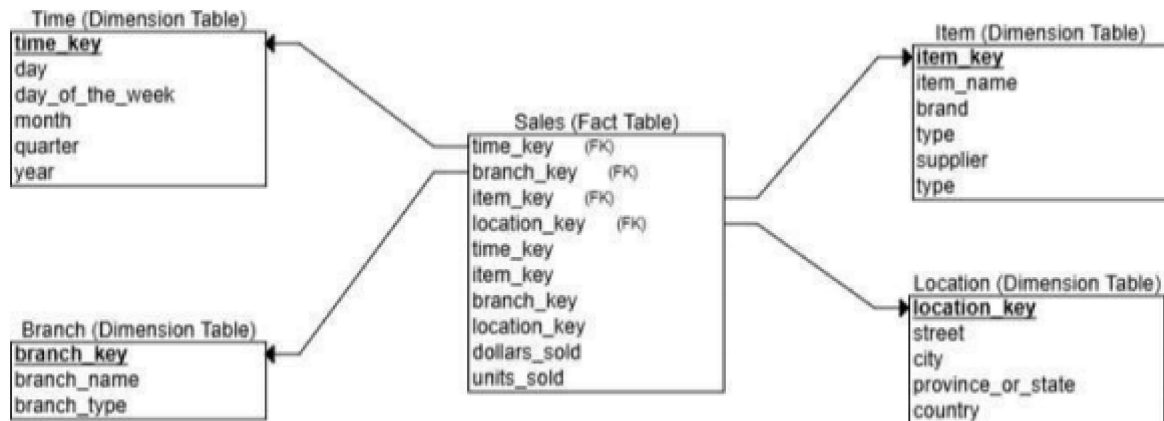 Time (Dimension Table)
time_key
day
day_of_the_week
month
quarter
year
Branch (Dimension Table)
branch_key
branch_name
branch_type
Sales (Fact Table)
time_key (FK)
branch_key (FK)
item_key (FK)
location_key (FK)
time_key
item_key
branch_key
location_key
dollars_sold
units_sold
Item (Dimension Table)
item_key
item_name
brand
type
supplier
type
Location (Dimension Table)
location_key
street
city
province_or_state
country